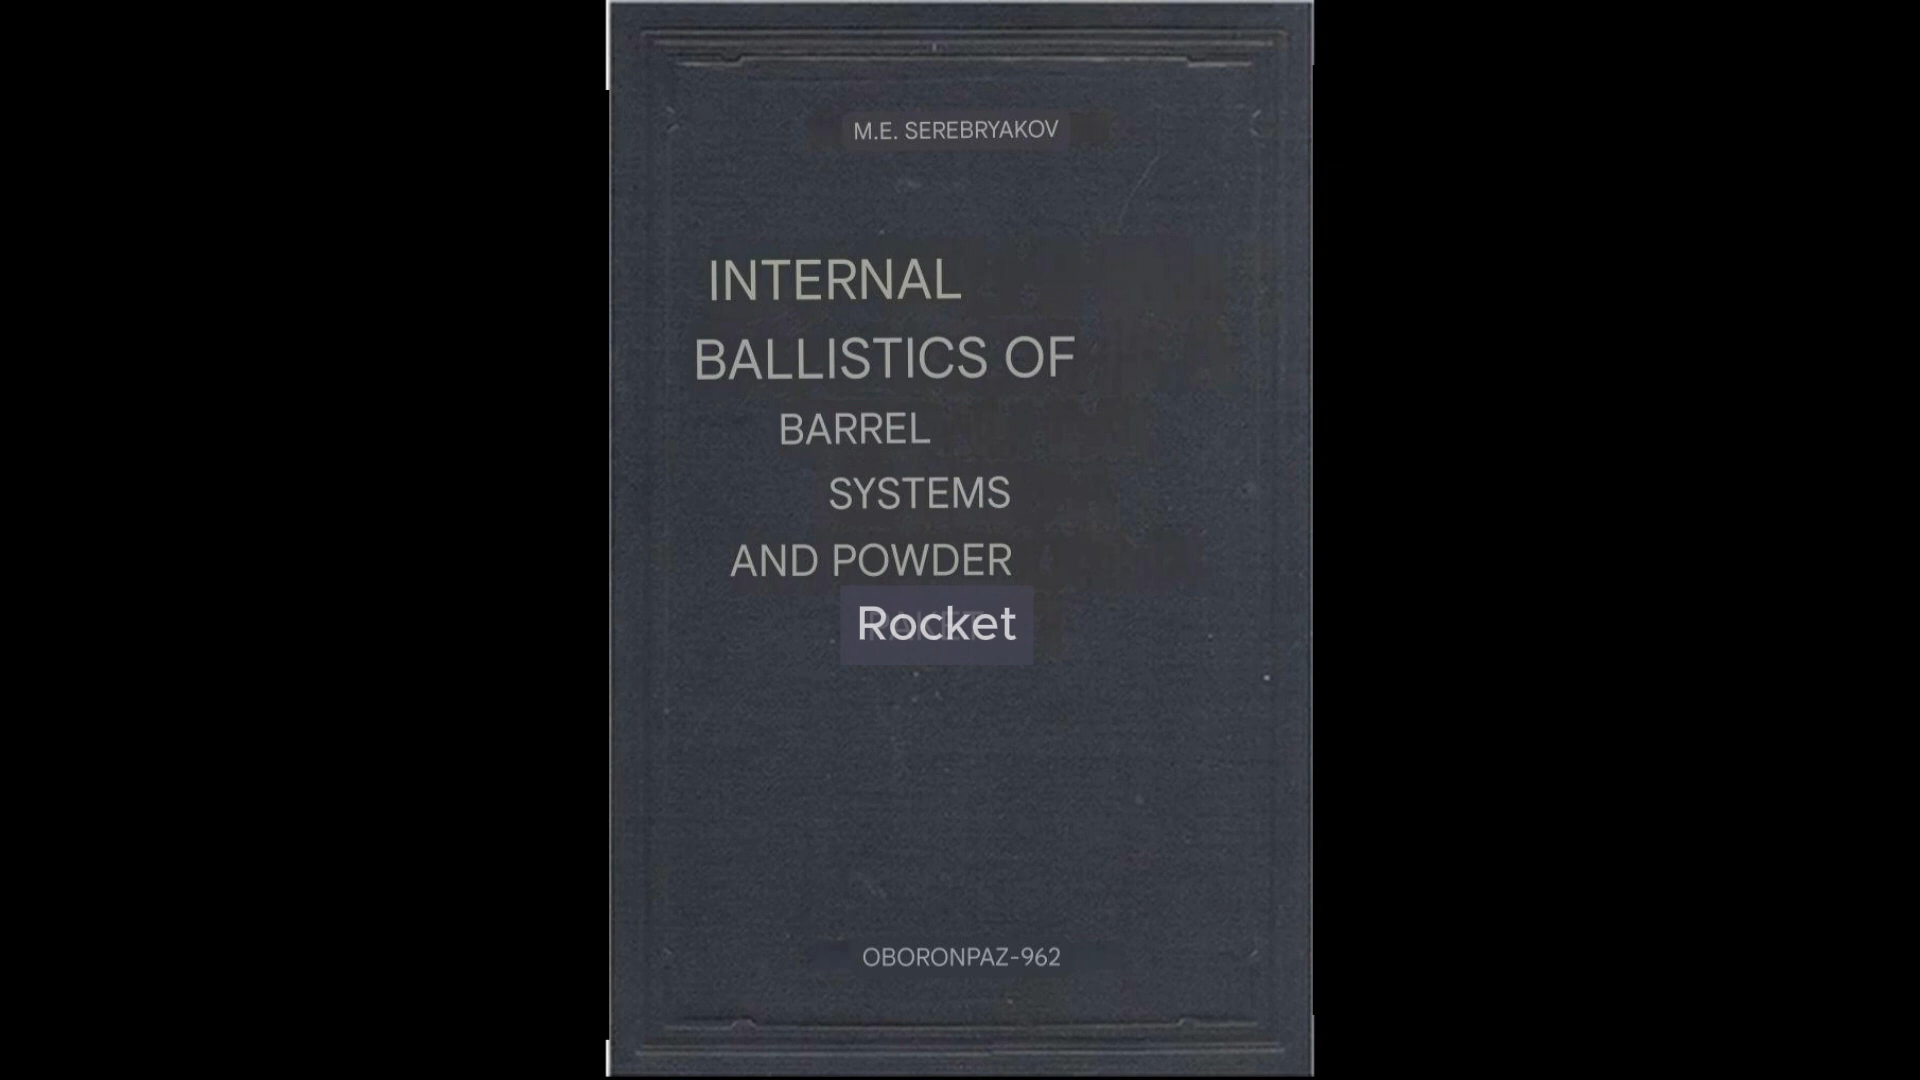 M.E. SEREBRYAKOV
INTERNAL
BALLISTICS OF
BARREL
SYSTEMS
AND POWDER
Rocket
OBORONPAZ-962